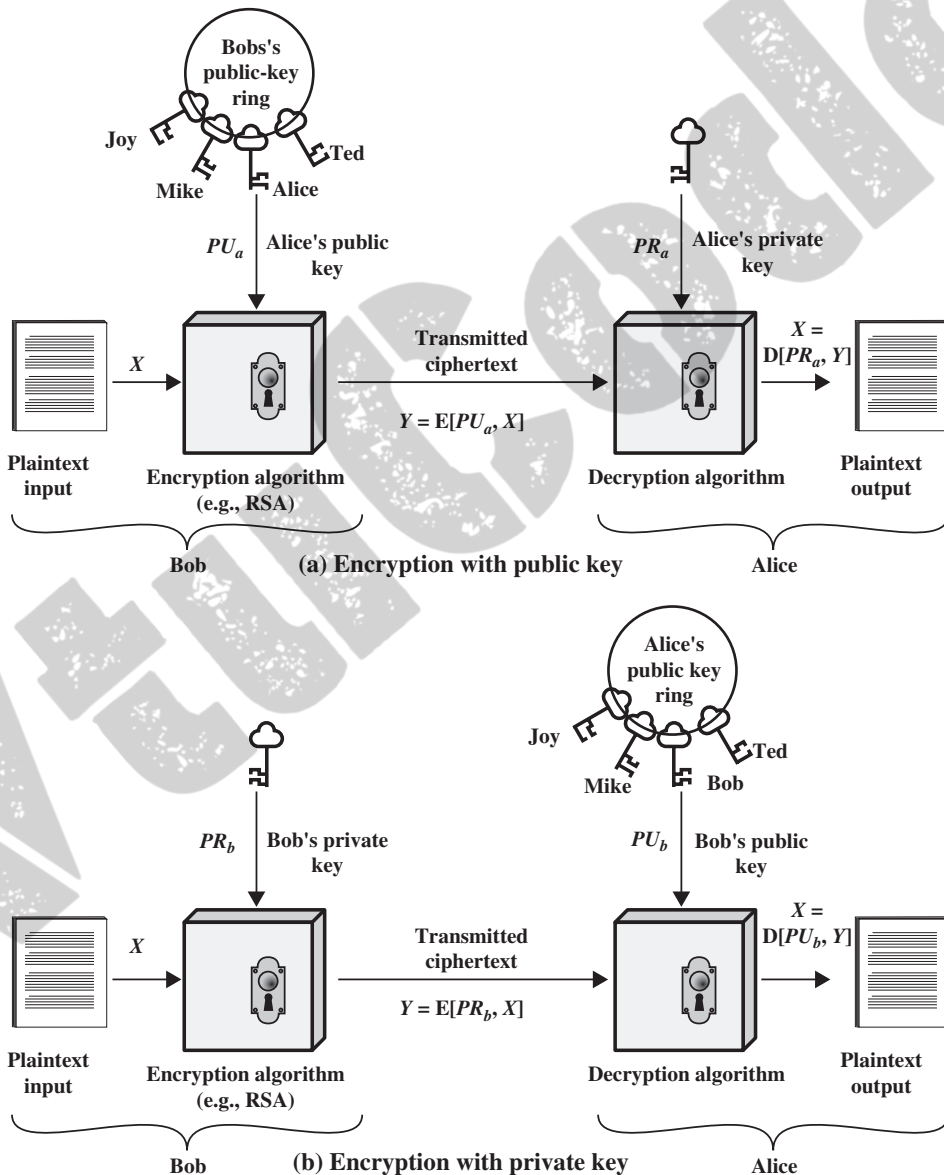 Bobs's
public-key
ring
Joy
Ted
Mike
Alice
PUa
Alice's public
key
PRa
Alice's private
key
X
Transmitted
ciphertext
X =
D[PRa, Y]
Y = E[PUa, X]
Plaintext
input
Encryption algorithm
(e.g., RSA)
Decryption algorithm
Plaintext
output
Bob
(a) Encryption with public key
Alice
Alice's
public key
ring
Joy
Ted
Mike
Bob
PRb
Bob's private
key
PUb
Bob's public
key
X
Transmitted
ciphertext
X =
D[PUb, Y]
Y = E[PRb, X]
Plaintext
input
Encryption algorithm
(e.g., RSA)
Decryption algorithm
Plaintext
output
Bob
(b) Encryption with private key
Alice